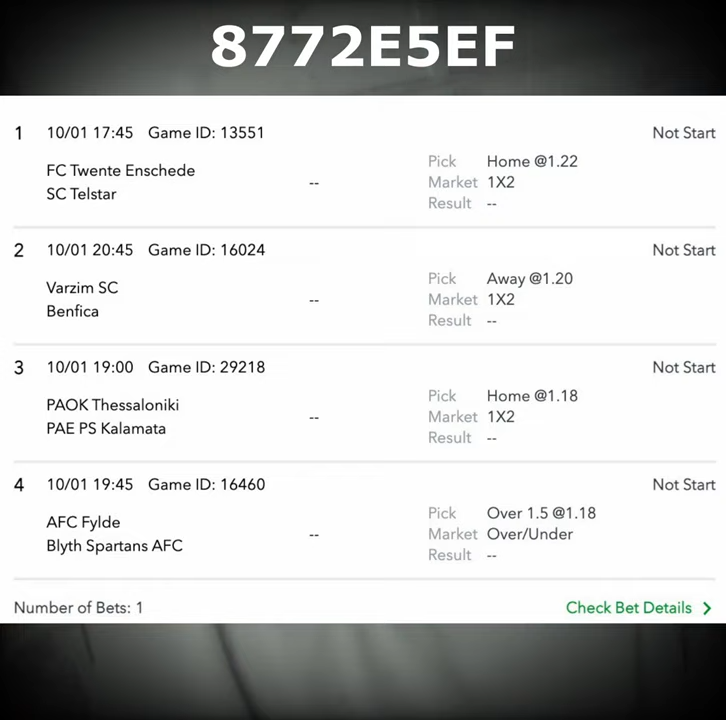 8772E5EF
1 10/01 17:45 Game ID: 13551 Not Start
FC Twente Enschede
SC Telstar
--
Pick Home @1.22
Market 1X2
Result --
2 10/01 20:45 Game ID: 16024 Not Start
Varzim SC
Benfica
--
Pick Away @1.20
Market 1X2
Result --
3 10/01 19:00 Game ID: 29218 Not Start
PAOK Thessaloniki
PAE PS Kalamata
--
Pick Home @1.18
Market 1X2
Result --
4 10/01 19:45 Game ID: 16460 Not Start
AFC Fylde
Blyth Spartans AFC
--
Pick Over 1.5 @1.18
Market Over/Under
Result --
Number of Bets: 1 Check Bet Details >